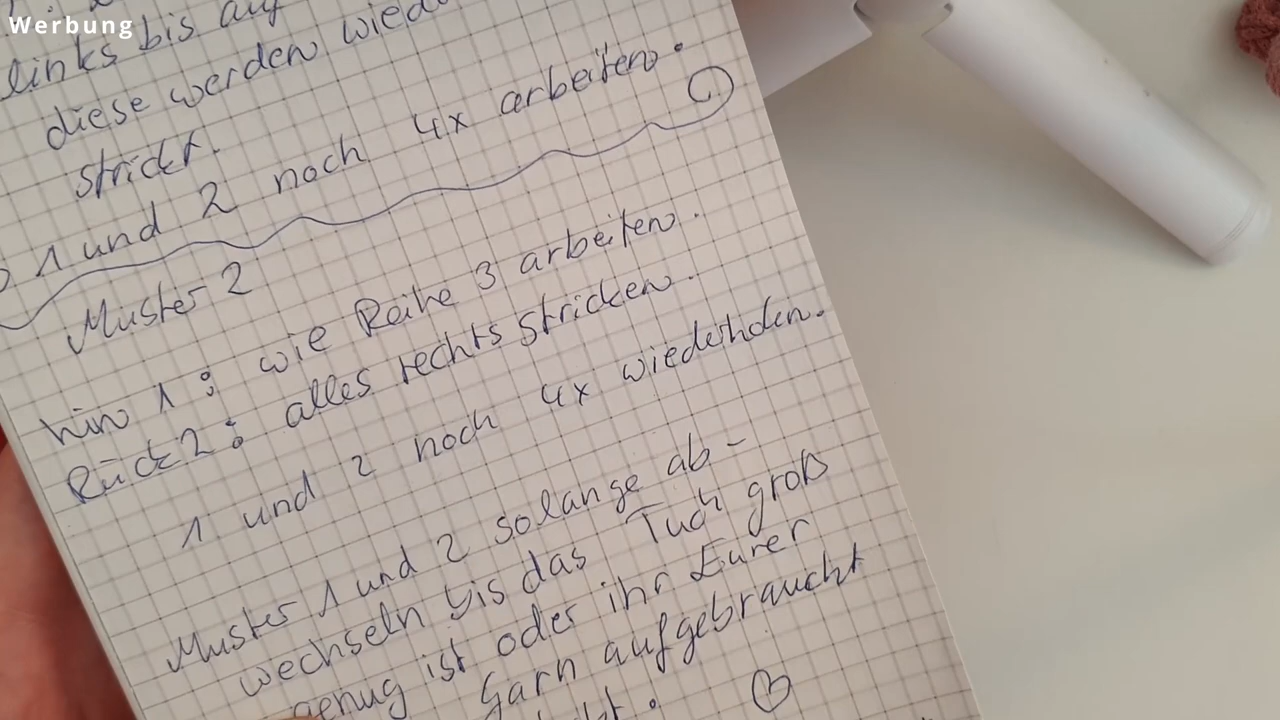 Werbung
links bis auf
diese werden
strickt.
1 und 2 noch 4x arbeiten.
Muster 2
hin 1: wie Reihe 3 arbeiten.
Rück 2: alles rechts stricken.
1 und 2 noch 4x wiederholen.
Muster 1 und 2 solange ab-
wechseln bis das Tuch groß
genug ist oder ihr Eurer
Garn aufgebraucht